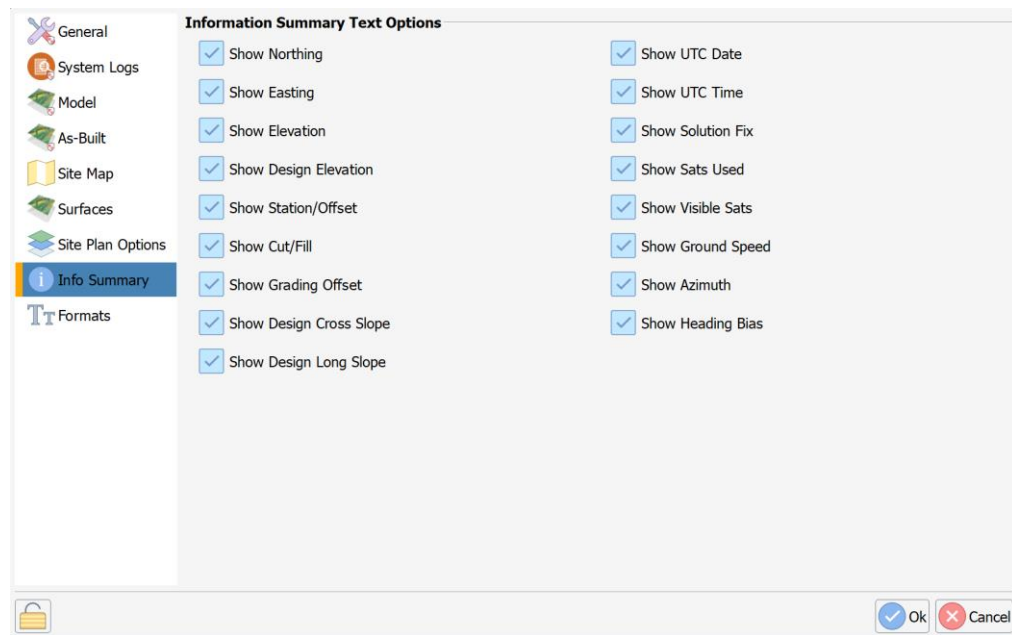 General
System Logs
Model
As-Built
Site Map
Surfaces
Site Plan Options
Info Summary
Formats
Information Summary Text Options
Show Northing
Show Easting
Show Elevation
Show Design Elevation
Show Station/Offset
Show Cut/Fill
Show Grading Offset
Show Design Cross Slope
Show Design Long Slope
Show UTC Date
Show UTC Time
Show Solution Fix
Show Sats Used
Show Visible Sats
Show Ground Speed
Show Azimuth
Show Heading Bias
Ok
Cancel